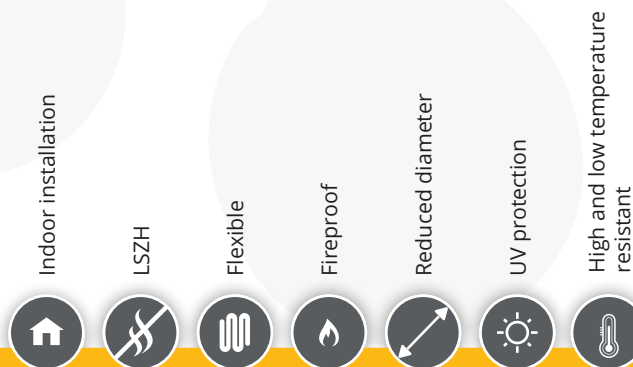 Indoor installation
LSZH
Flexible
Fireproof
Reduced diameter
UV protection
High and low temperature
resistant